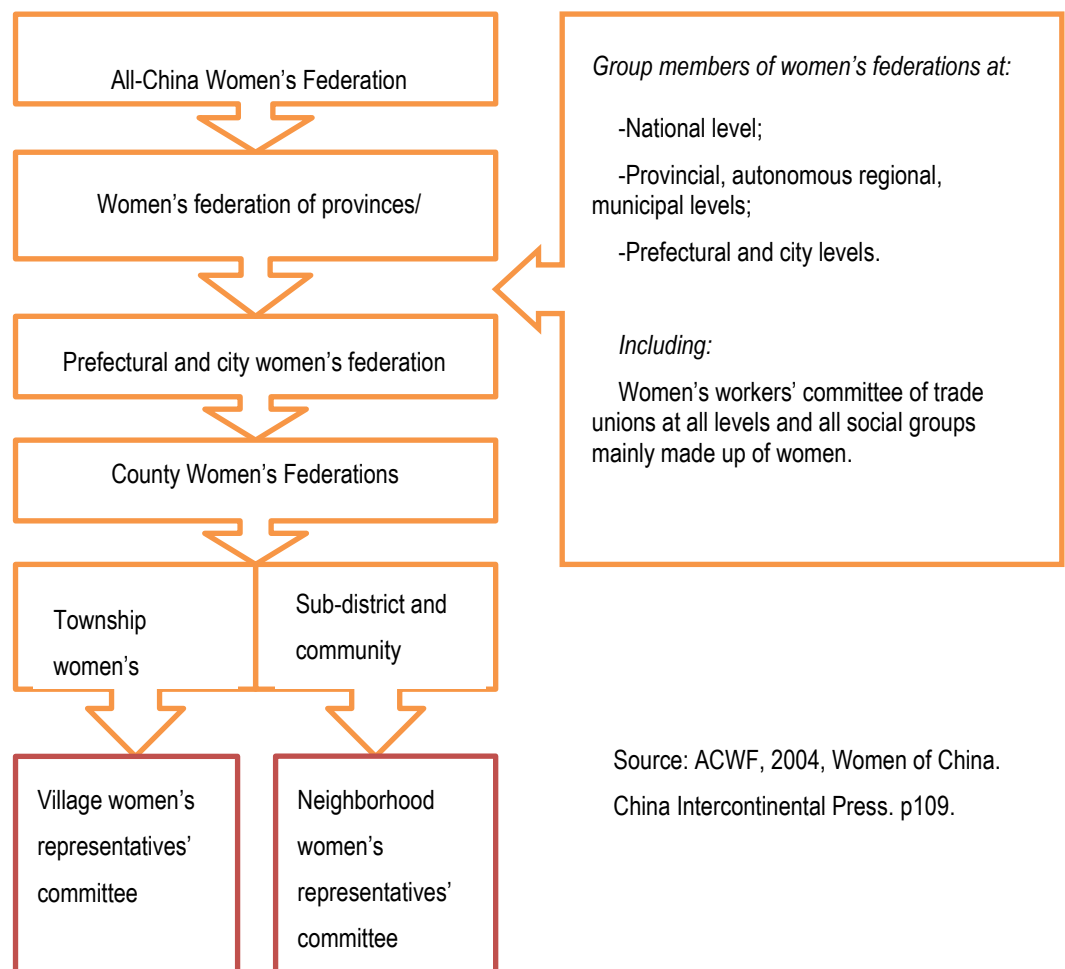 All-China Women's Federation
Women's federation of provinces/
Prefectural and city women's federation
County Women's Federations
Township
women's
Sub-district and
community
Village women's
representatives'
committee
Neighborhood
women's
representatives'
committee
Group members of women's federations at:
-National level;
-Provincial, autonomous regional,
municipal levels;
-Prefectural and city levels.
Including:
Women's workers' committee of trade
unions at all levels and all social groups
mainly made up of women.
Source: ACWF, 2004, Women of China.
China Intercontinental Press. p109.